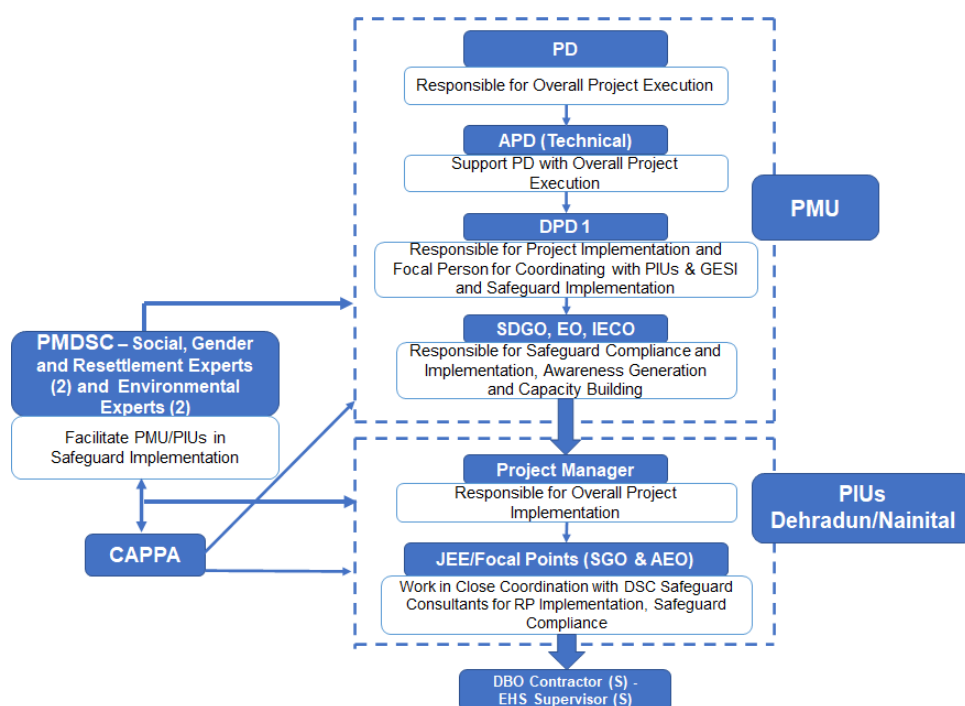 PD
Responsible for Overall Project Execution
APD (Technical)
Support PD with Overall Project
Execution
PMU
DPD 1
Responsible for Project Implementation and
Focal Person for Coordinating with PIUs & GESI
and Safeguard Implementation
SDGO, EO, IECO
Responsible for Safeguard Compliance and
Implementation, Awareness Generation
and Capacity Building
PMDSC – Social, Gender
and Resettlement Experts
(2) and Environmental
Experts (2)
Facilitate PMU/PIUs in
Safeguard Implementation
CAPPA
Project Manager
Responsible for Overall Project
Implementation
PIUs
Dehradun/Nainital
JEE/Focal Points (SGO & AEO)
Work in Close Coordination with DSC Safeguard
Consultants for RP Implementation, Safeguard
Compliance
DBO Contractor (S) -
EHS Supervisor (S)